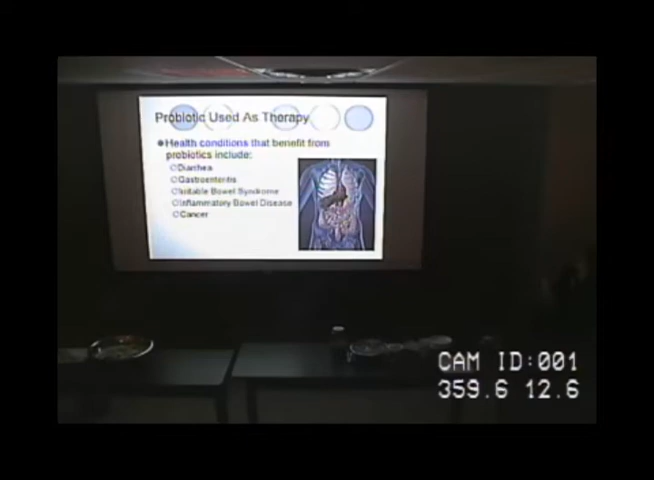 Probiotic Used As Therapy
Health conditions that benefit from
probiotics include:
Diarrhea
Gastroenteritis
Irritable Bowel Syndrome
Inflammatory Bowel Disease
Cancer
CAM ID:001
359.6 12.6